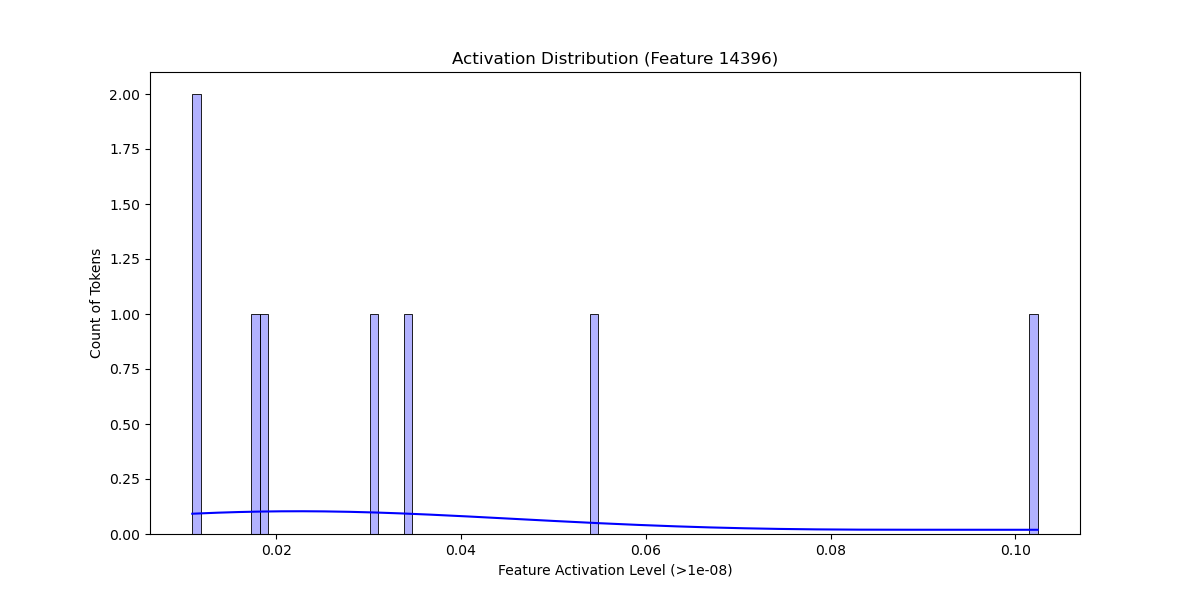 Activation Distribution (Feature 14396)
2.00
1.75
1.50
1.25
1.00
0.75
0.50
0.25
0.00
Count of Tokens
0.02 0.04 0.06 0.08 0.10
Feature Activation Level (>1e-08)